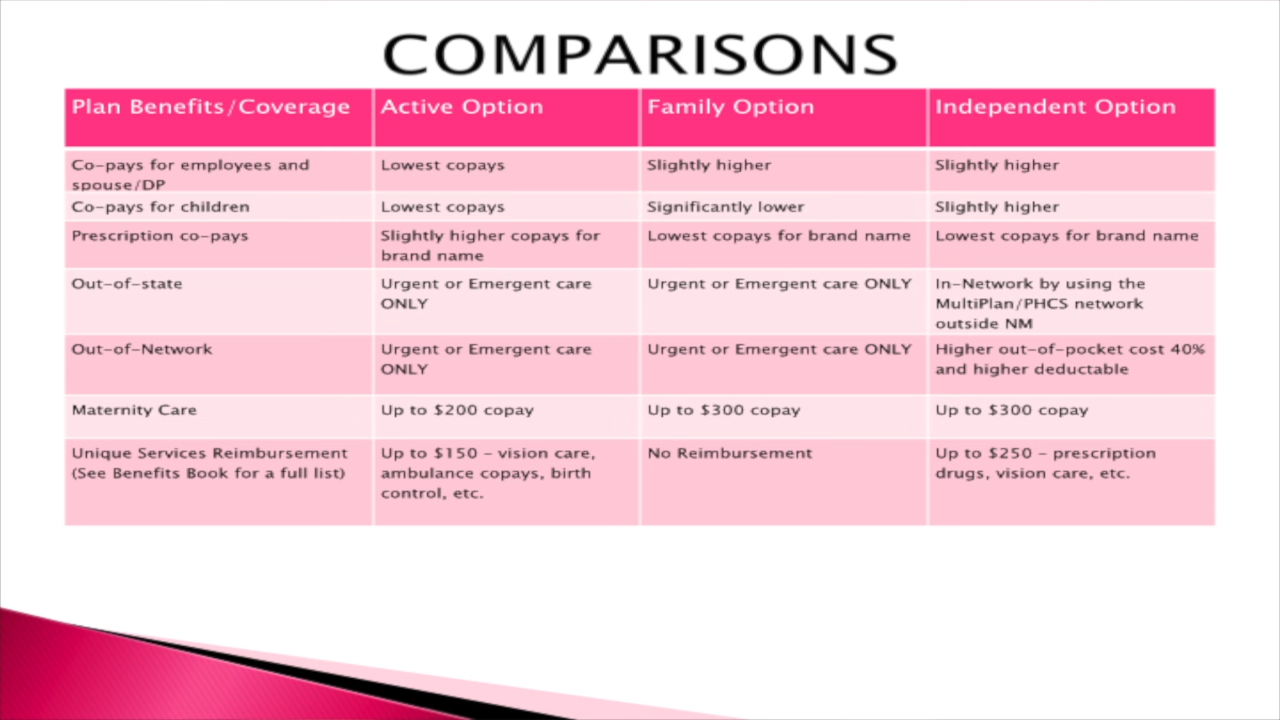 COMPARISONS
Plan Benefits/Coverage Active Option Family Option Independent Option
Co-pays for employees and Lowest copays Slightly higher Slightly higher
spouse/DP
Co-pays for children Lowest copays Significantly lower Slightly higher
Prescription co-pays Slightly higher copays for Lowest copays for brand name Lowest copays for brand name
brand name
Out-of-state Urgent or Emergent care Urgent or Emergent care ONLY In-Network by using the
ONLY MultiPlan/PHCS network
outside NM
Out-of-Network Urgent or Emergent care Urgent or Emergent care ONLY Higher out-of-pocket cost 40%
ONLY and higher deductable
Maternity Care Up to $200 copay Up to $300 copay Up to $300 copay
Unique Services Reimbursement Up to $150 – vision care, No Reimbursement Up to $250 – prescription
(See Benefits Book for a full list) ambulance copays, birth drugs, vision care, etc.
control, etc.